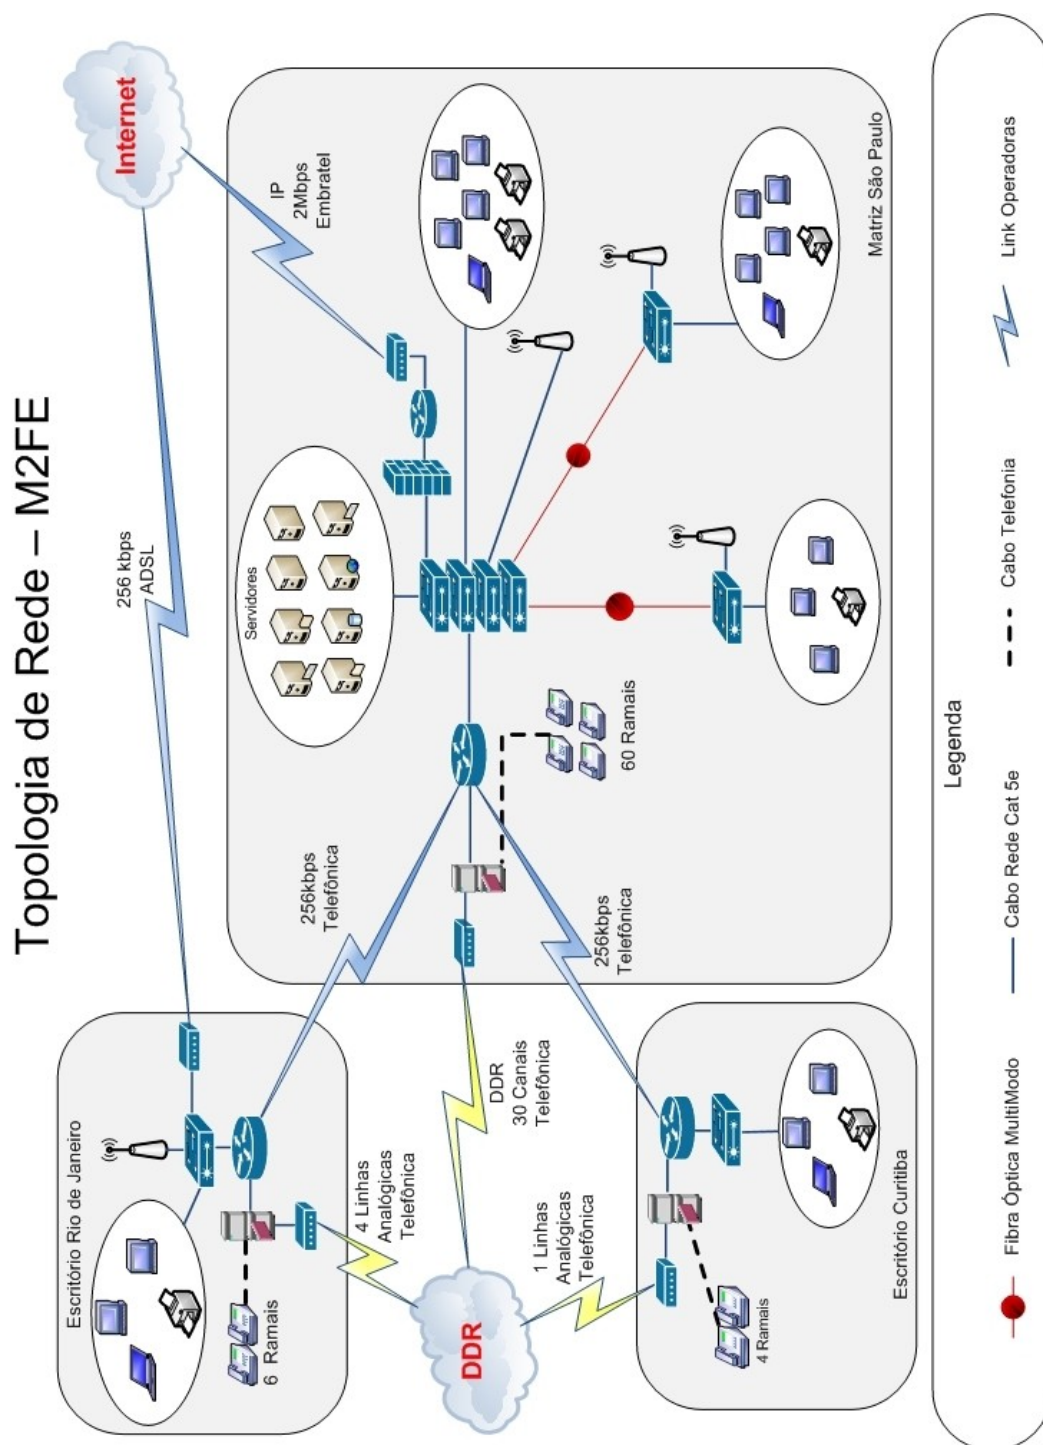 Topologia de Rede – M2FE
Escritório Rio de Janeiro
6 Ramais
256 kbps
ADSL
Internet
IP
2Mbps
Embratel
Servidores
256kbps
Telefônica
4 Linhas
Analógicas
Telefônica
DDR
DDR
30 Canais
Telefônica
60 Ramais
256kbps
Telefônica
1 Linhas
Analógicas
Telefônica
4 Ramais
Escritório Curitiba
Matriz São Paulo
Legenda
Fibra Óptica MultiModo
Cabo Rede Cat 5e
Cabo Telefonia
Link Operadoras